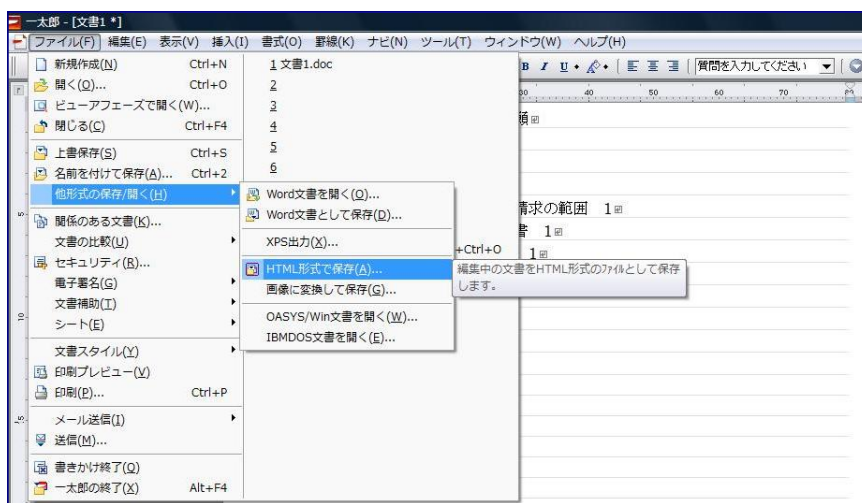 一太郎 - [文書1 *]
ファイル(F) 編集(E) 表示(V) 挿入(I) 書式(O) 罫線(K) ナビ(N) ツール(T) ウィンドウ(W) ヘルプ(H)
B I U 質問を入力してください
新規作成(N) Ctrl+N
開く(O)... Ctrl+O
ビューアフェーズで開く(W)...
閉じる(C) Ctrl+F4
上書保存(S) Ctrl+S
名前を付けて保存(A)... Ctrl+2
他形式の保存/開く(H)
関係のある文書(K)...
文書の比較(U)
セキュリティ(R)...
電子署名(G)
文書補助(T)
シート(E)
文書スタイル(Y)
印刷プレビュー(V)
印刷(P)... Ctrl+P
メール送信(I)
送信(M)...
書きかけ終了(Q)
一太郎の終了(X) Alt+F4
1 文書1.doc
2
3
4
5
6
Word文書を開く(O)...
Word文書として保存(D)...
XPS出力(X)...
HTML形式で保存(A)...
画像に変換して保存(G)...
OASYS/Win文書を開く(W)...
IBMDOS文書を開く(E)...
+Ctrl+O
編集中の文書をHTML形式のファイルとして保存
します。
30 40 50 60 70
請求の範囲 1
書 1
1
5
10
15